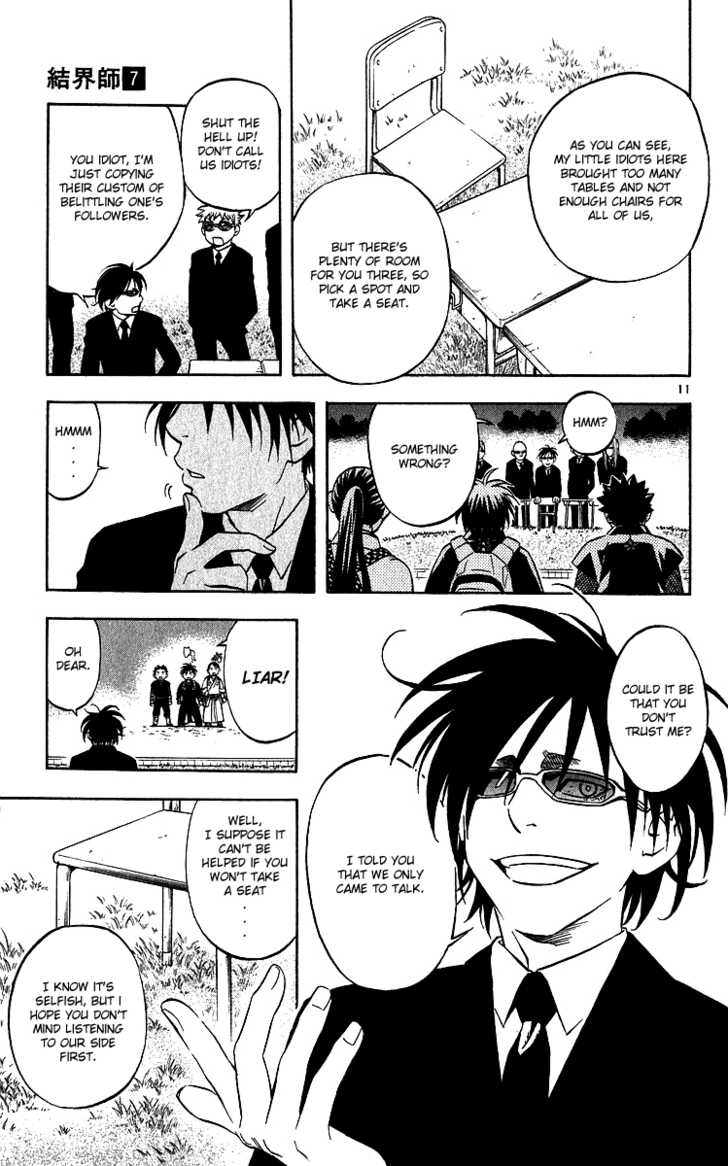 結界師7
AS YOU CAN SEE,
MY LITTLE IDIOTS HERE
BROUGHT TOO MANY
TABLES AND NOT
ENOUGH CHAIRS FOR
ALL OF US,
BUT THERE'S
PLENTY OF ROOM
FOR YOU THREE, SO
PICK A SPOT AND
TAKE A SEAT.
SHUT THE
HELL UP!
DON'T CALL
US IDIOTS!
YOU IDIOT, I'M
JUST COPYING
THEIR CUSTOM OF
BELITTLING ONE'S
FOLLOWERS.
11
HMM?
SOMETHING
WRONG?
HMMM
...
COULD IT BE
THAT YOU
DON'T
TRUST ME?
LIAR!
OH
DEAR.
I TOLD YOU
THAT WE ONLY
CAME TO TALK.
WELL,
I SUPPOSE IT
CAN'T BE
HELPED IF YOU
WON'T TAKE
A SEAT
...
I KNOW IT'S
SELFISH, BUT I
HOPE YOU DON'T
MIND LISTENING
TO OUR SIDE
FIRST.